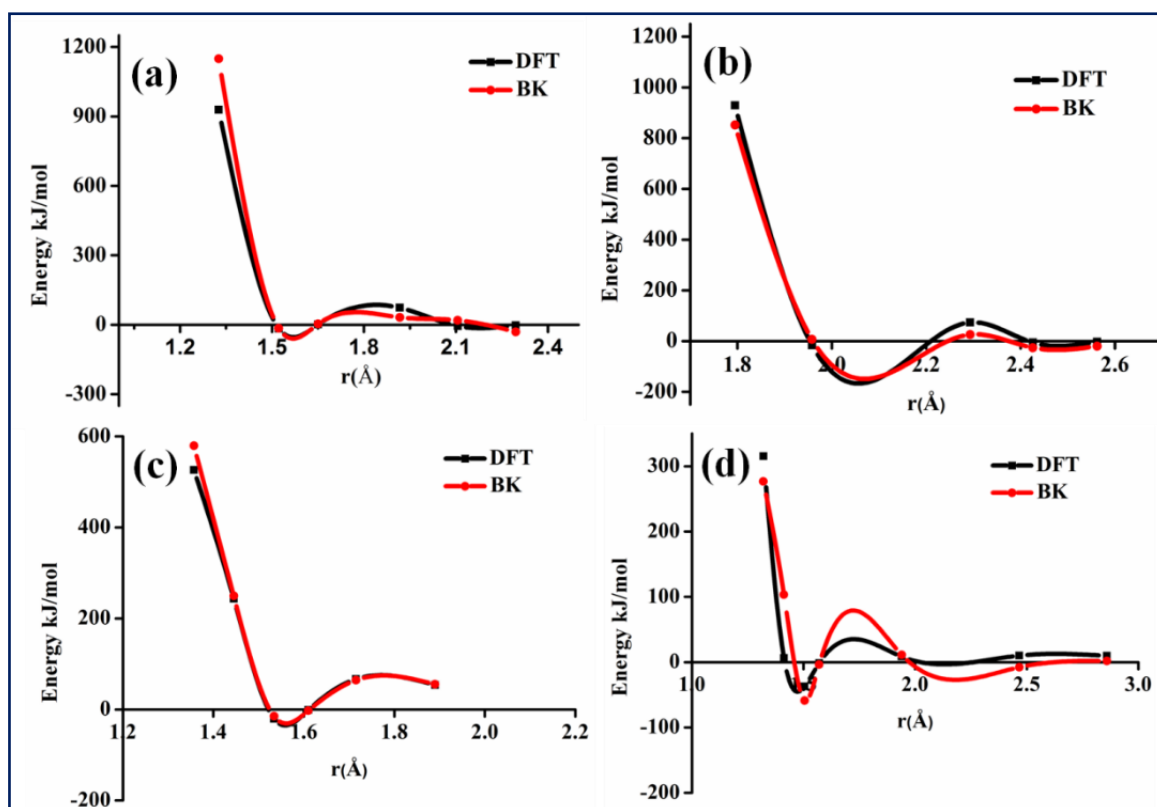 (a)
DFT
BK
Energy kJ/mol
1200
900
600
300
0
-300
1.2 1.5 1.8 2.1 2.4
r(Å)
(b)
DFT
BK
Energy kJ/mol
1200
1000
800
600
400
200
0
-200
1.8 2.0 2.2 2.4 2.6
r(Å)
(c)
DFT
BK
Energy kJ/mol
600
400
200
0
-200
1.2 1.4 1.6 1.8 2.0 2.2
r(Å)
(d)
DFT
BK
Energy kJ/mol
300
200
100
0
-100
-200
1.0 1.5 2.0 2.5 3.0
r(Å)